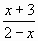 x + 3
2 − x